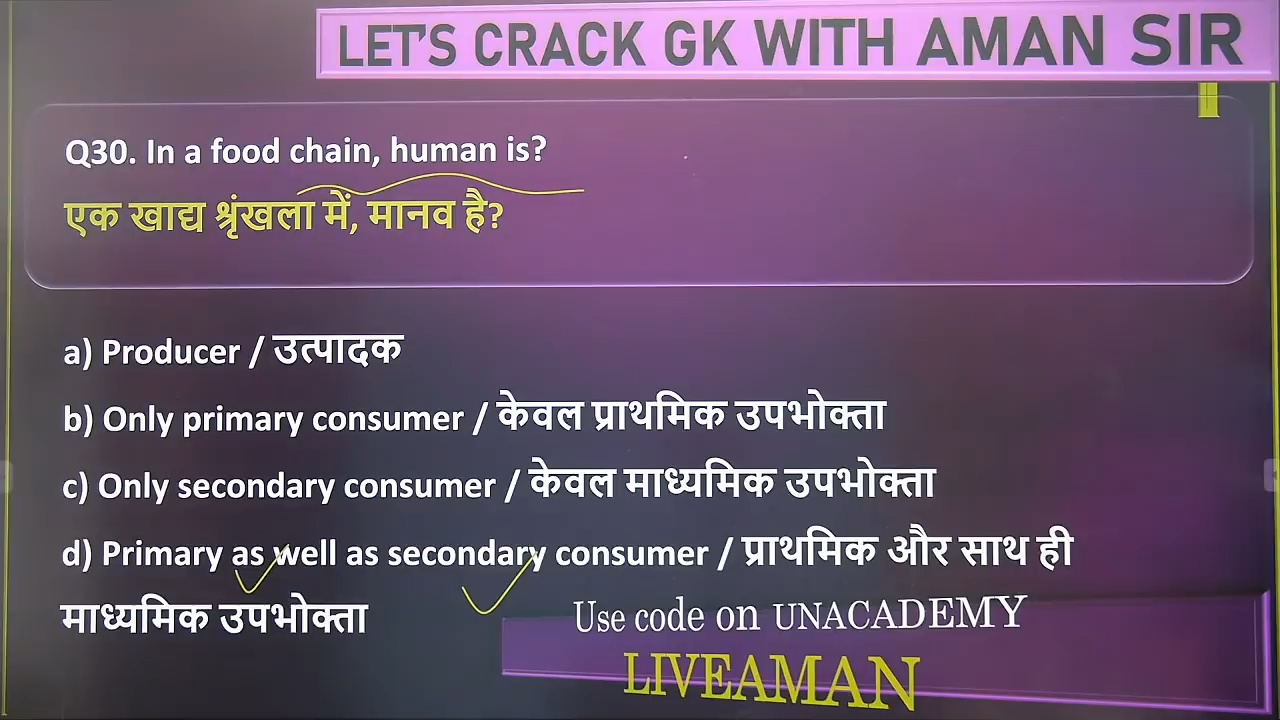 LET'S CRACK GK WITH AMAN SIR
Q30. In a food chain, human is?
एक खाद्य श्रृंखला में, मानव है?
a) Producer / उत्पादक
b) Only primary consumer / केवल प्राथमिक उपभोक्ता
c) Only secondary consumer / केवल माध्यमिक उपभोक्ता
d) Primary as well as secondary consumer / प्राथमिक और साथ ही
माध्यमिक उपभोक्ता
Use code on UNACADEMY
LIVEAMAN